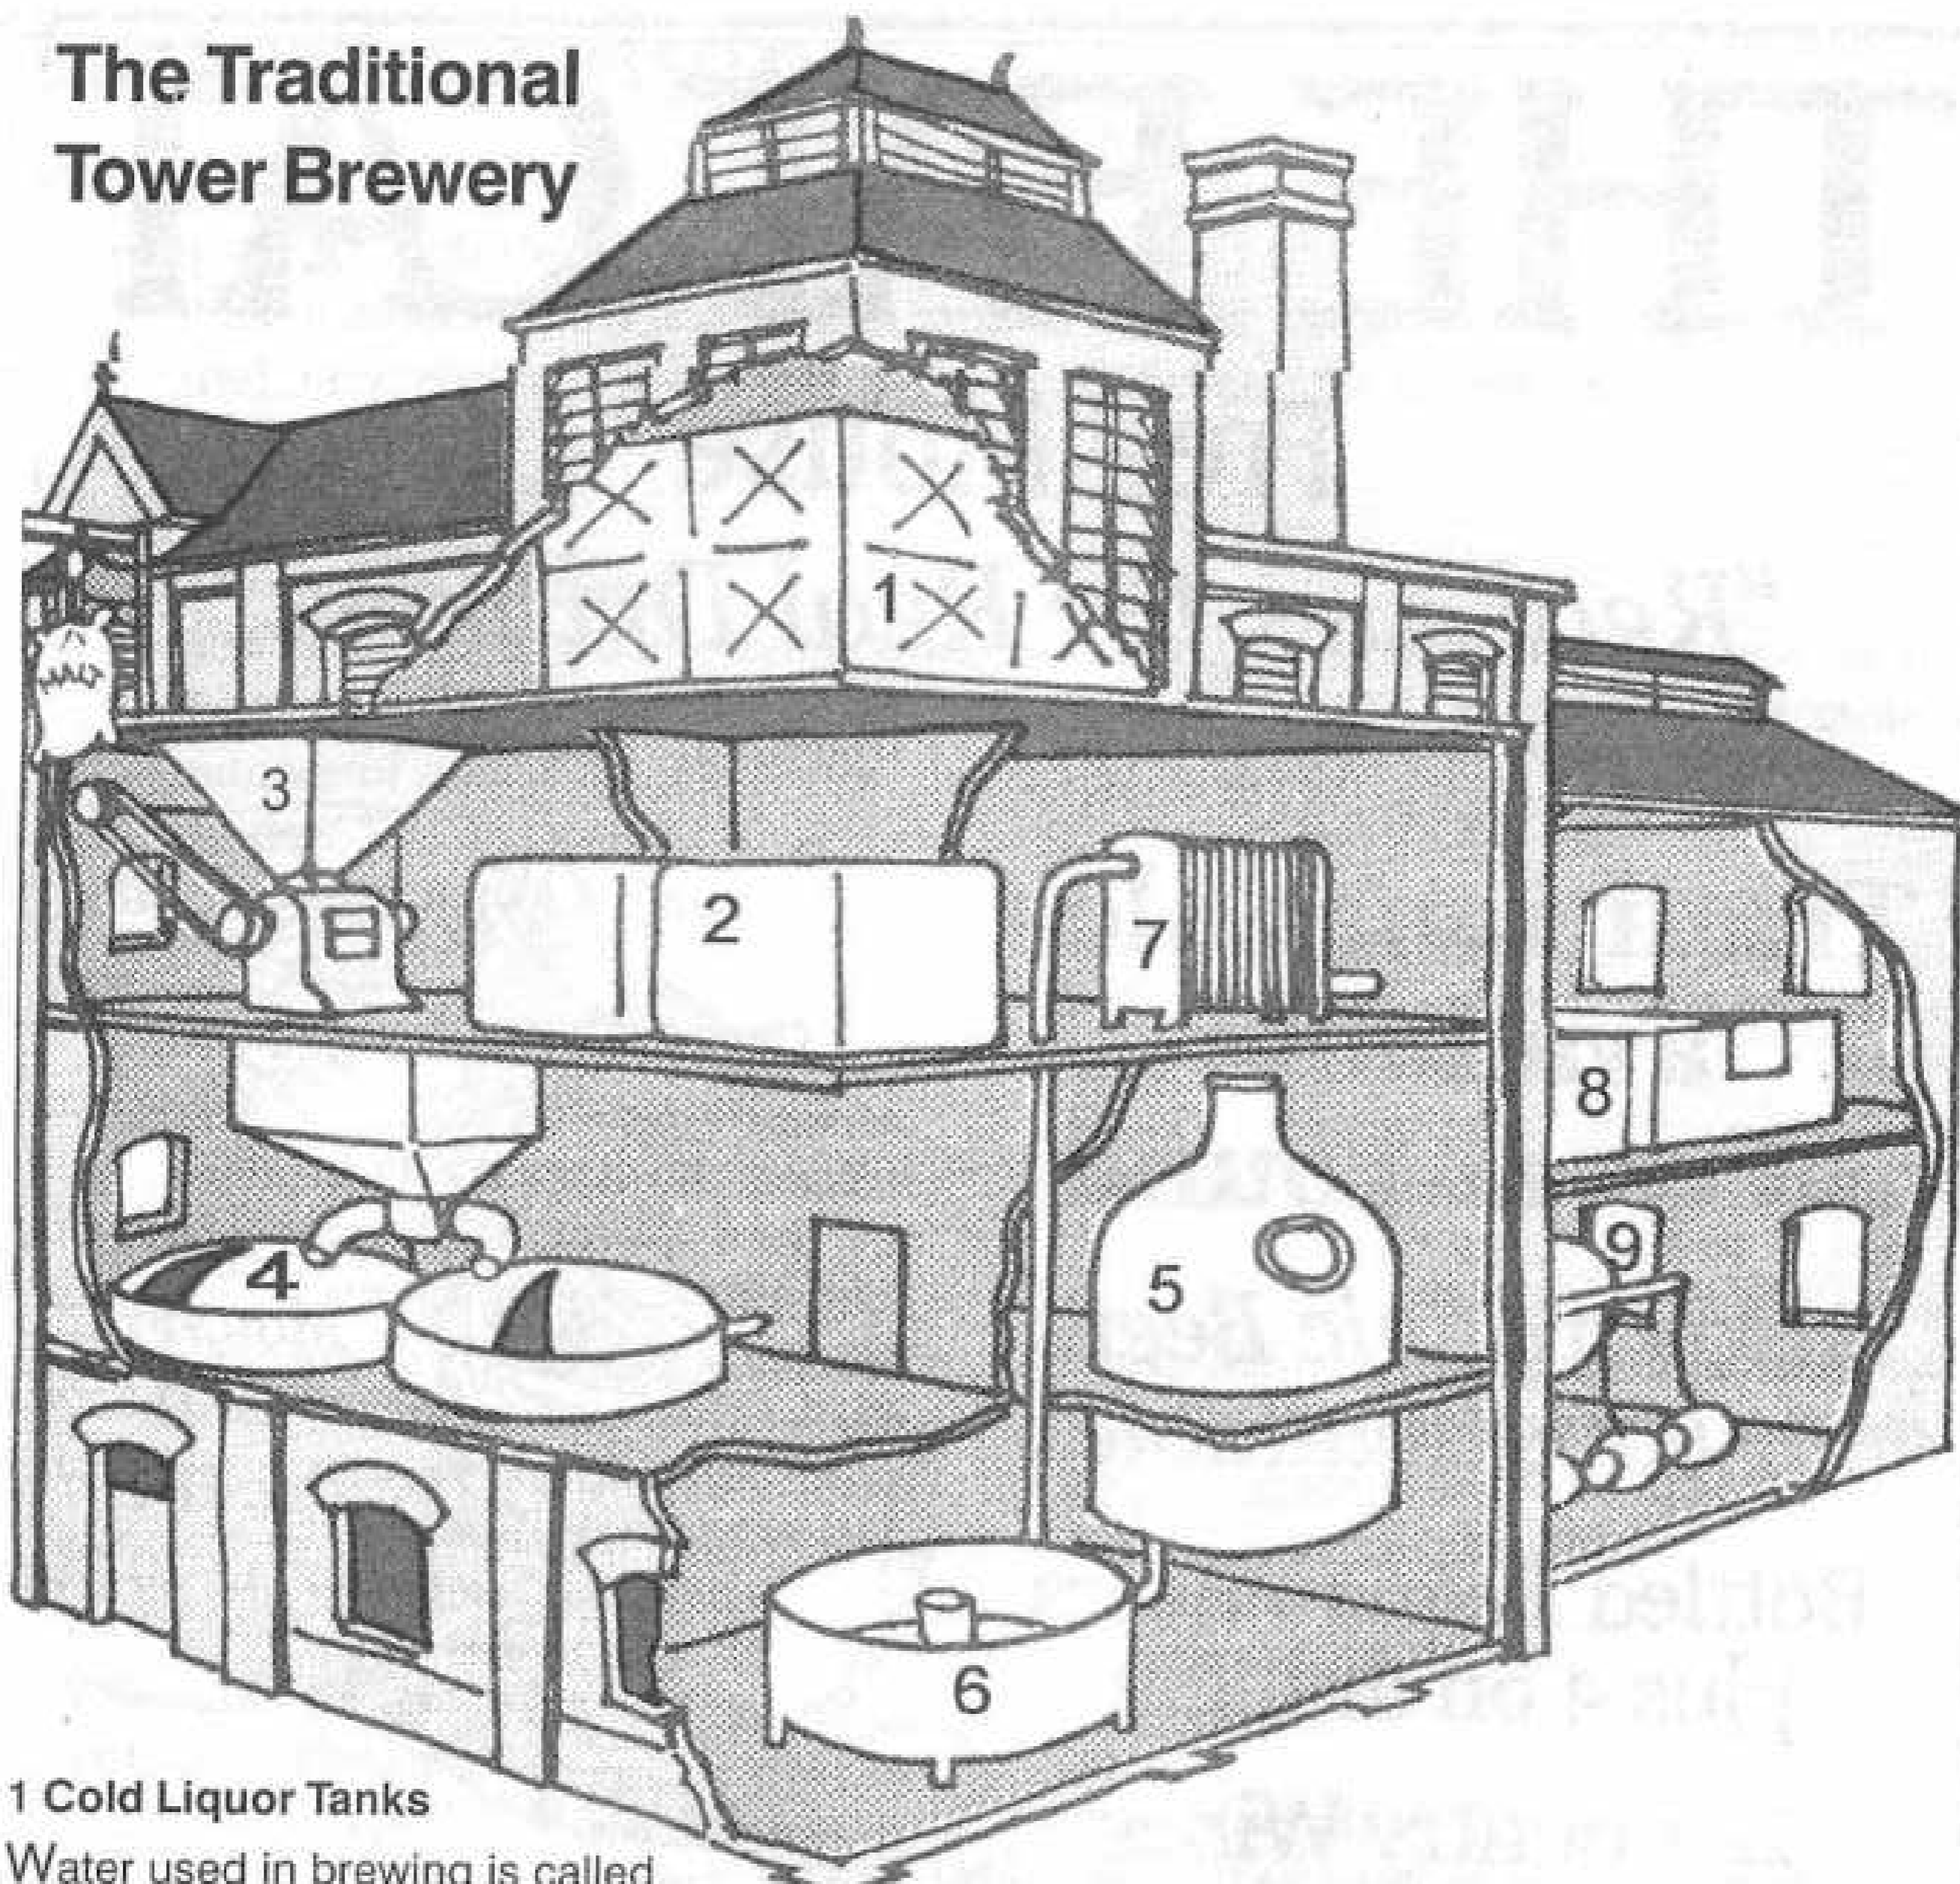 The Traditional
Tower Brewery
1
3
2
7
8
9
4
5
6
1 Cold Liquor Tanks
Water used in brewing is called